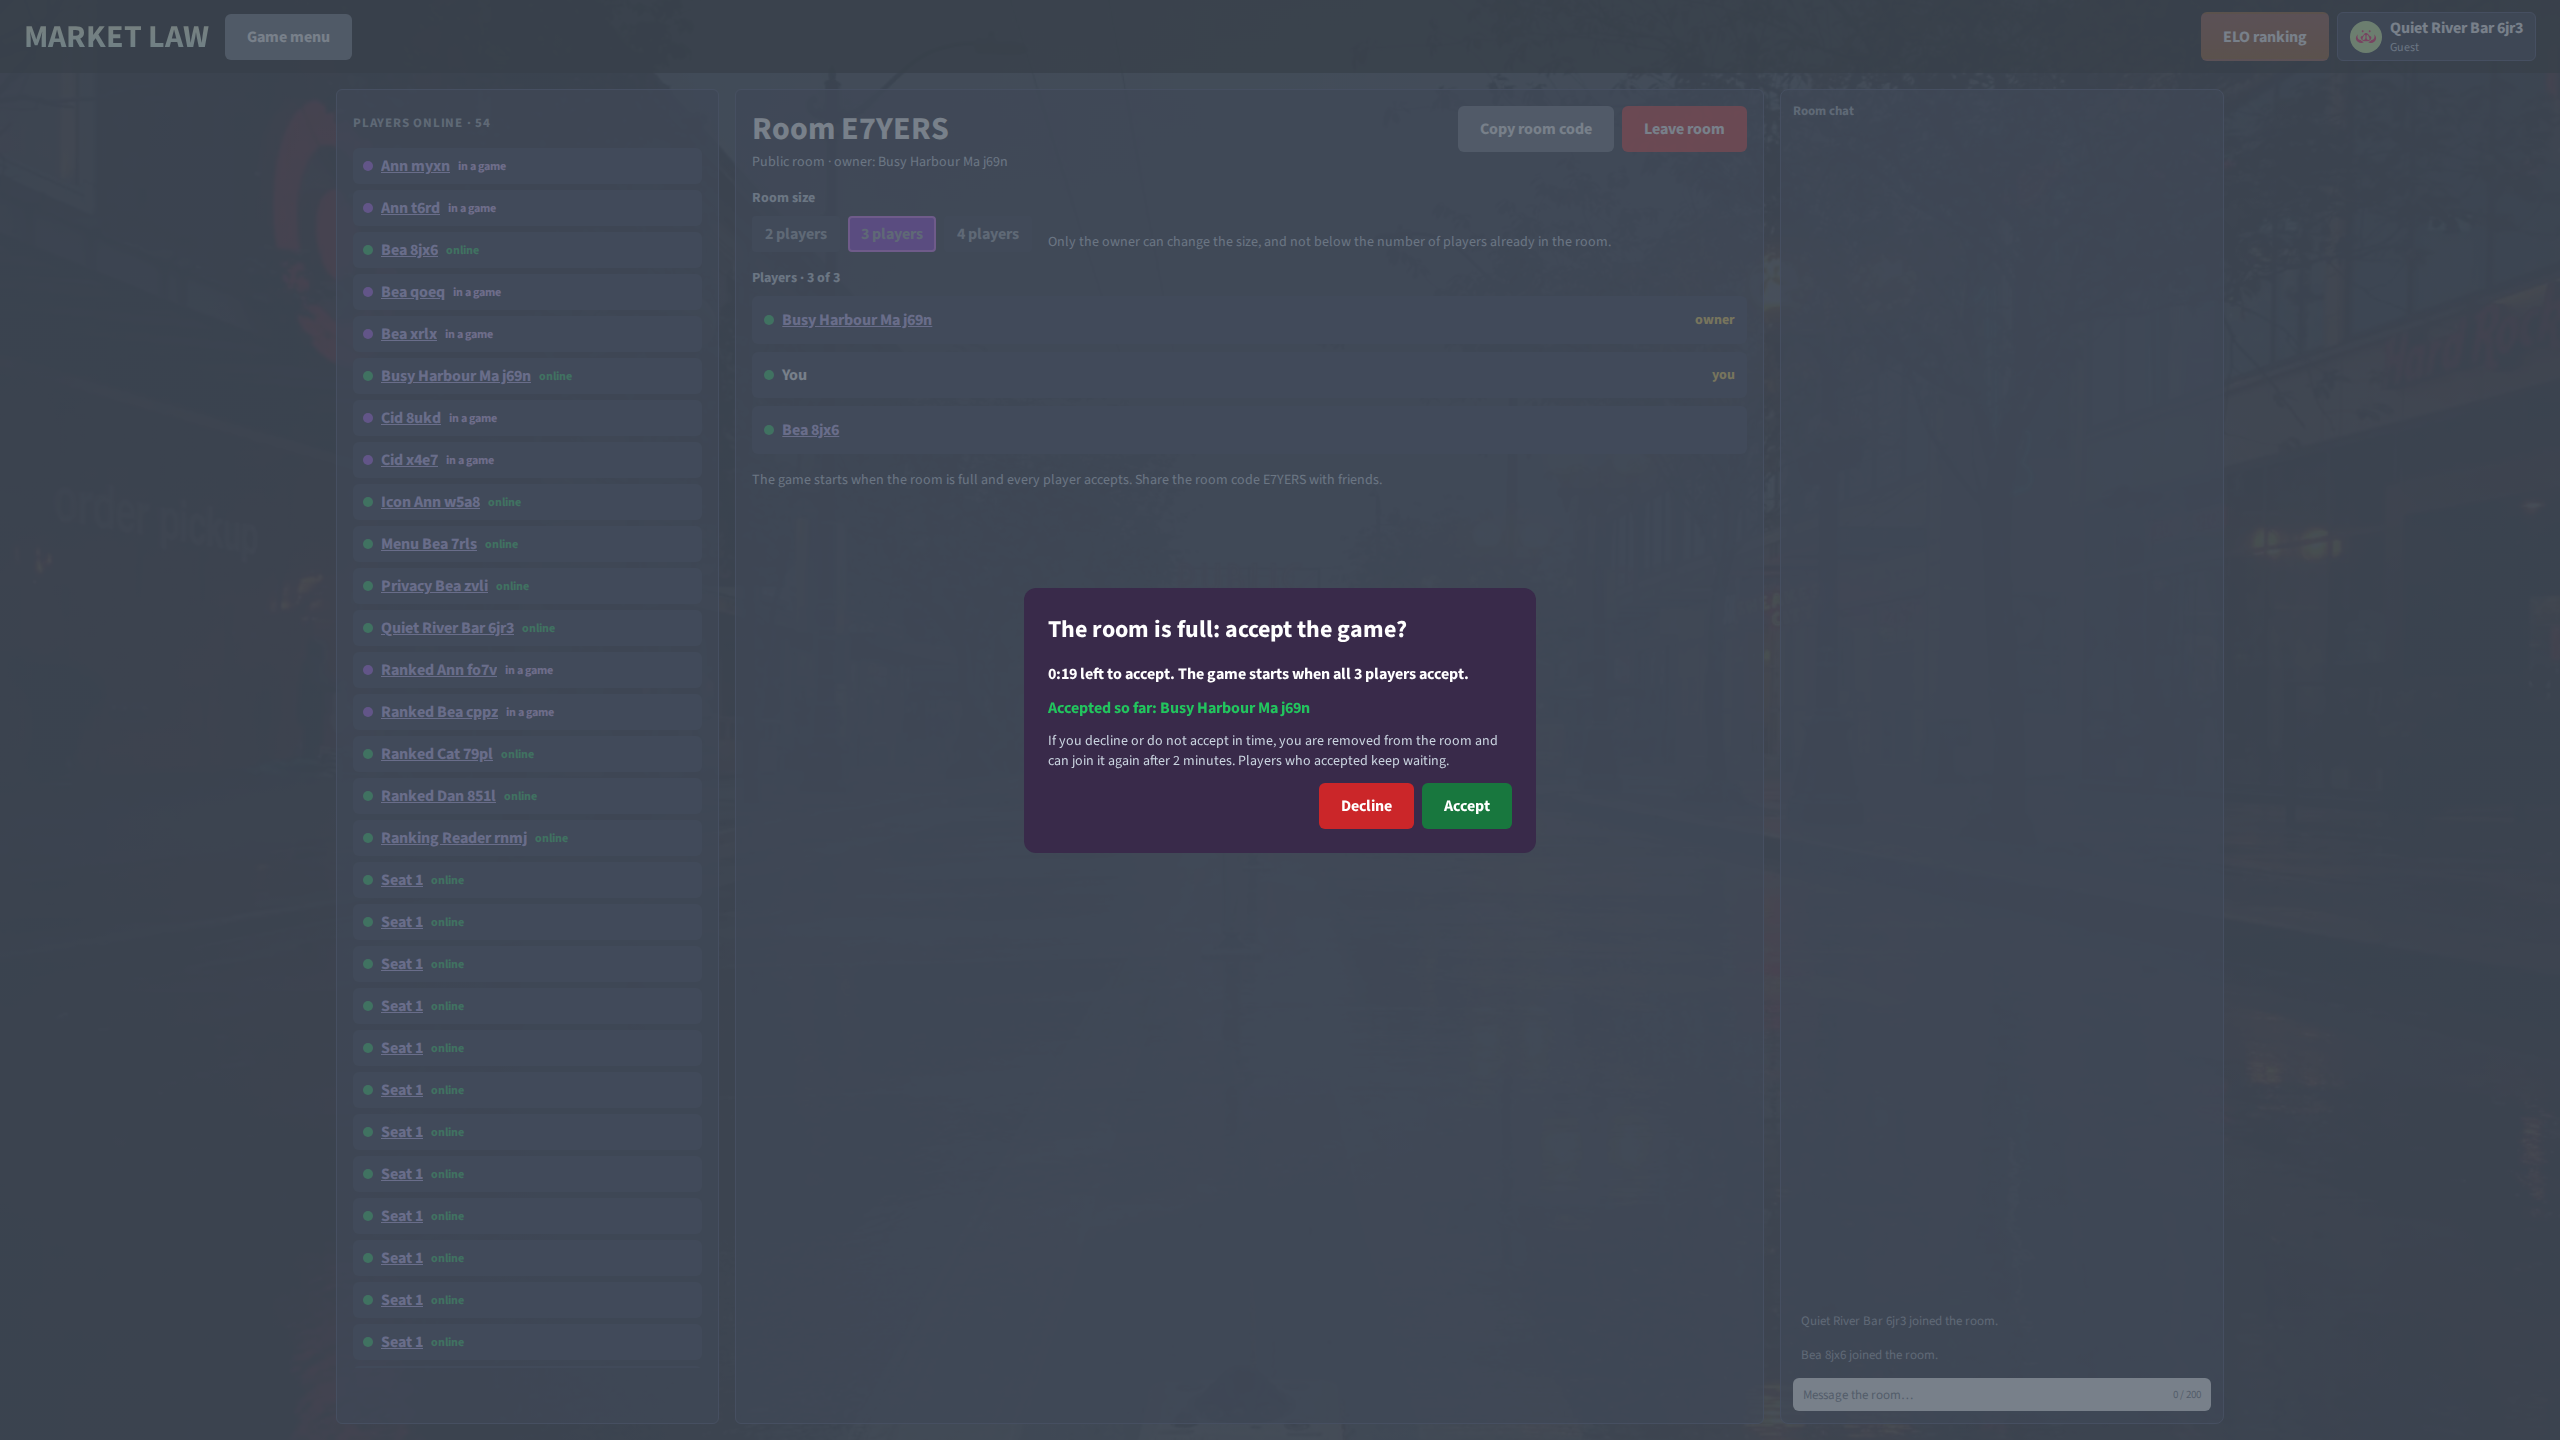 MARKET LAW
Game menu
ELO ranking
Quiet River Bar 6jr3
Guest
PLAYERS ONLINE · 54
Ann myxn in a game
Ann t6rd in a game
Bea 8jx6 online
Bea qoeq in a game
Bea xrlx in a game
Busy Harbour Ma j69n online
Cid 8ukd in a game
Cid x4e7 in a game
Icon Ann w5a8 online
Menu Bea 7rls online
Privacy Bea zvli online
Quiet River Bar 6jr3 online
Ranked Ann fo7v in a game
Ranked Bea cppz in a game
Ranked Cat 79pl online
Ranked Dan 851l online
Ranking Reader rnmj online
Seat 1 online
Seat 1 online
Seat 1 online
Seat 1 online
Seat 1 online
Seat 1 online
Seat 1 online
Seat 1 online
Seat 1 online
Seat 1 online
Seat 1 online
Seat 1 online
Room E7YERS
Copy room code
Leave room
Public room · owner: Busy Harbour Ma j69n
Room size
2 players
3 players
4 players
Only the owner can change the size, and not below the number of players already in the room.
Players · 3 of 3
Busy Harbour Ma j69n owner
You you
Bea 8jx6
The game starts when the room is full and every player accepts. Share the room code E7YERS with friends.
The room is full: accept the game?
0:19 left to accept. The game starts when all 3 players accept.
Accepted so far: Busy Harbour Ma j69n
If you decline or do not accept in time, you are removed from the room and
can join it again after 2 minutes. Players who accepted keep waiting.
Decline
Accept
Room chat
Quiet River Bar 6jr3 joined the room.
Bea 8jx6 joined the room.
Message the room…
0 / 200
order pickup